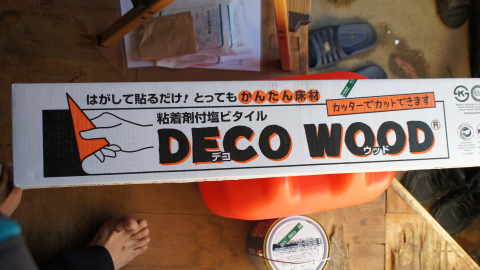 はがして貼るだけ! とっても かんたん床材
カッターでカットできます
粘着剤付塩ビタイル
DECO WOOD®
デコ ウッド